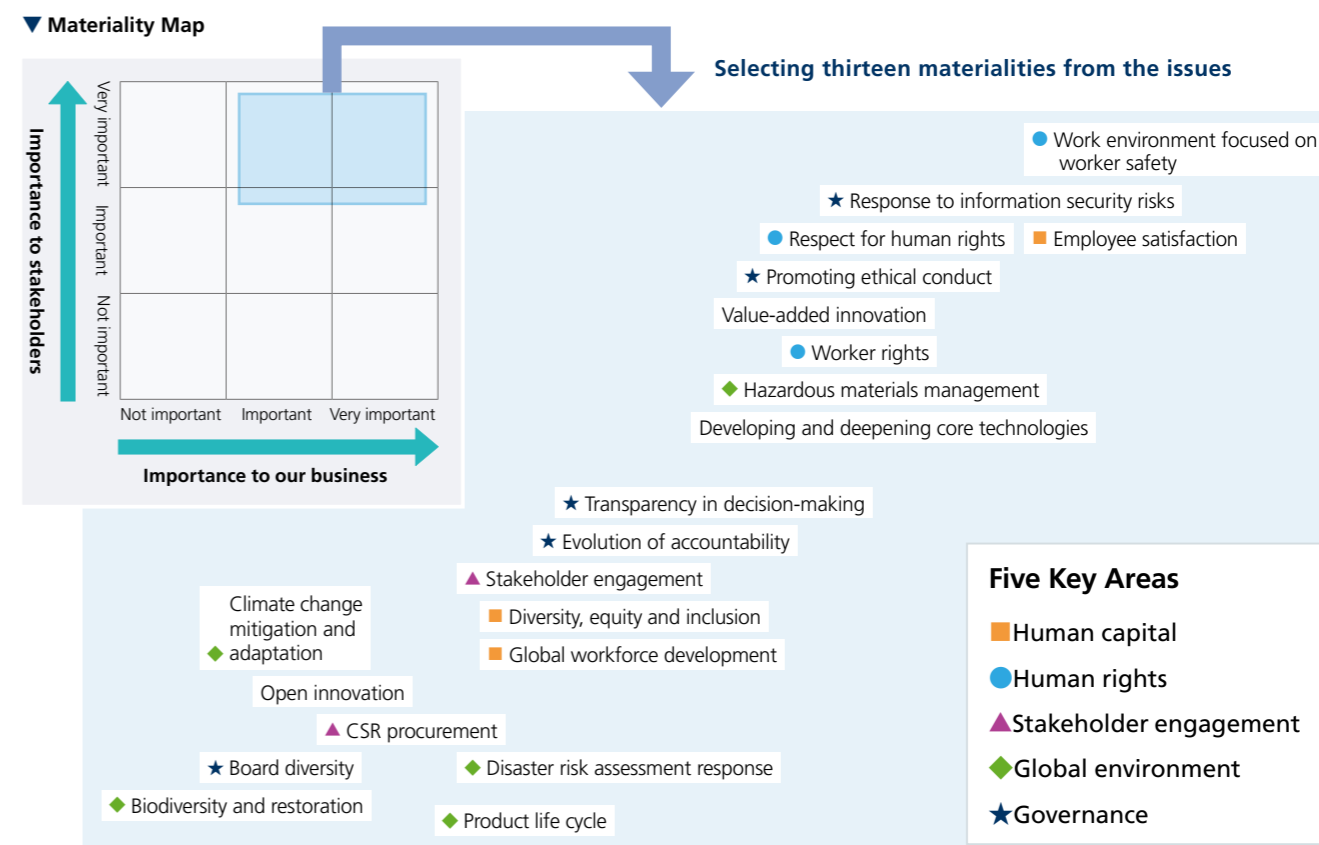 ▼ Materiality Map
Selecting thirteen materialities from the issues
Importance to stakeholders
Very important
Important
Not important
Not important
Important
Very important
Importance to our business
● Work environment focused on
worker safety
★ Response to information security risks
● Respect for human rights
■ Employee satisfaction
★ Promoting ethical conduct
Value-added innovation
● Worker rights
◆ Hazardous materials management
Developing and deepening core technologies
★ Transparency in decision-making
★ Evolution of accountability
▲ Stakeholder engagement
Climate change
mitigation and
◆ adaptation
■ Diversity, equity and inclusion
■ Global workforce development
Open innovation
▲ CSR procurement
★ Board diversity
◆ Disaster risk assessment response
◆ Biodiversity and restoration
◆ Product life cycle
Five Key Areas
■Human capital
●Human rights
▲Stakeholder engagement
◆Global environment
★Governance